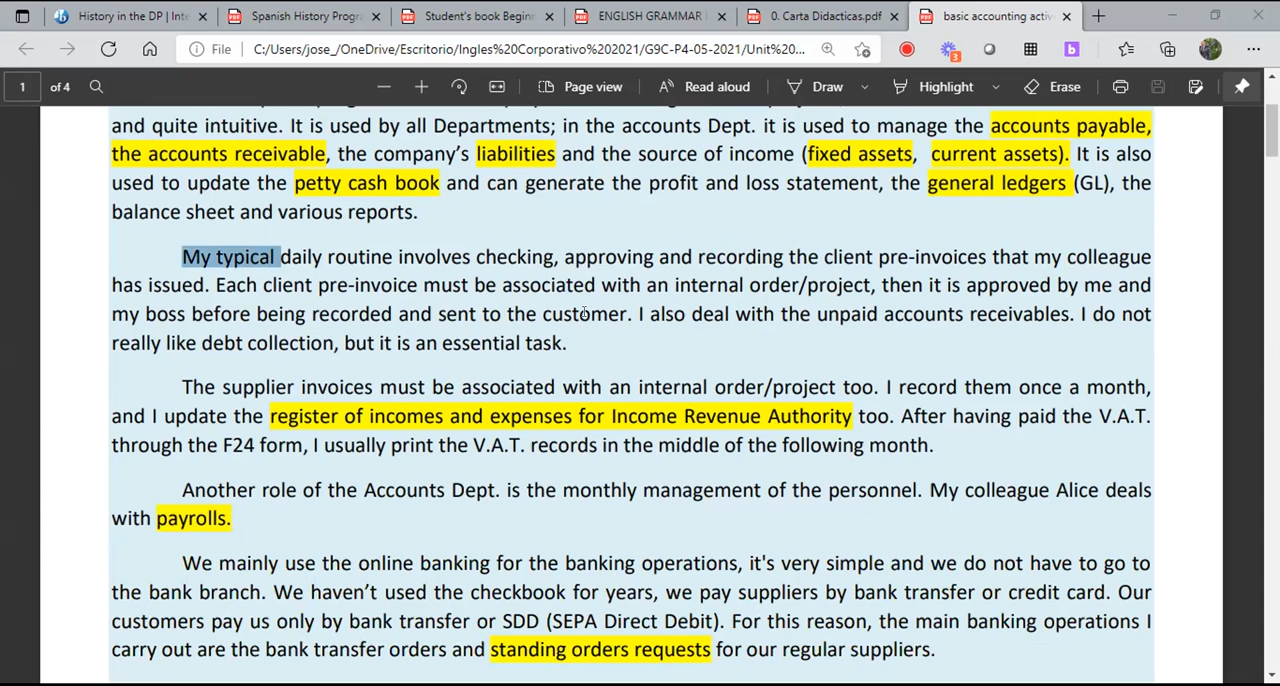 History in the DP | Inte
Spanish History Progr
Student's book Beginn
ENGLISH GRAMMAR
0. Carta Didacticas.pdf
basic accounting activ
File
C:/Users/jose_/OneDrive/Escritorio/Ingles%20Corporativo%202021/G9C-P4-05-2021/Unit%20...
3
b
1 of 4
Page view
Read aloud
Draw
Highlight
Erase
and quite intuitive. It is used by all Departments; in the accounts Dept. it is used to manage the accounts payable,
the accounts receivable, the company's liabilities and the source of income (fixed assets, current assets). It is also
used to update the petty cash book and can generate the profit and loss statement, the general ledgers (GL), the
balance sheet and various reports.
My typical daily routine involves checking, approving and recording the client pre-invoices that my colleague
has issued. Each client pre-invoice must be associated with an internal order/project, then it is approved by me and
my boss before being recorded and sent to the customer. I also deal with the unpaid accounts receivables. I do not
really like debt collection, but it is an essential task.
The supplier invoices must be associated with an internal order/project too. I record them once a month,
and I update the register of incomes and expenses for Income Revenue Authority too. After having paid the V.A.T.
through the F24 form, I usually print the V.A.T. records in the middle of the following month.
Another role of the Accounts Dept. is the monthly management of the personnel. My colleague Alice deals
with payrolls.
We mainly use the online banking for the banking operations, it's very simple and we do not have to go to
the bank branch. We haven't used the checkbook for years, we pay suppliers by bank transfer or credit card. Our
customers pay us only by bank transfer or SDD (SEPA Direct Debit). For this reason, the main banking operations I
carry out are the bank transfer orders and standing orders requests for our regular suppliers.